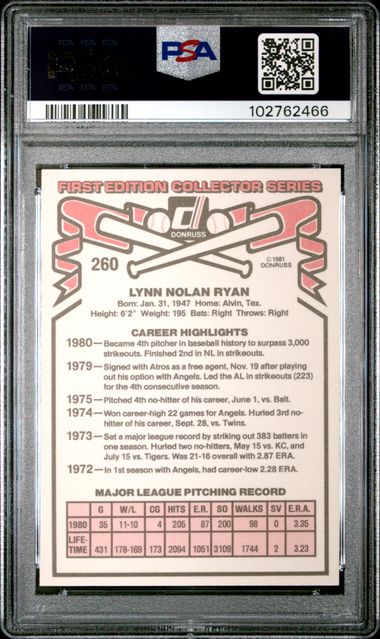 PSA
102762466
FIRST EDITION COLLECTOR SERIES
d
DONRUSS
260
© 1981
DONRUSS
LYNN NOLAN RYAN
Born: Jan. 31, 1947 Home: Alvin, Tex.
Height: 6'2" Weight: 195 Bats: Right Throws: Right
CAREER HIGHLIGHTS
1980—Became 4th pitcher in baseball history to surpass 3,000
strikeouts. Finished 2nd in NL in strikeouts.
1979—Signed with Atros as a free agent, Nov. 19 after playing
out his option with Angels. Led the AL in strikeouts (223)
for the 4th consecutive season.
1975—Pitched 4th no-hitter of his career, June 1, vs. Balt.
1974—Won career-high 22 games for Angels. Hurled 3rd no-
hitter of his career, Sept. 28, vs. Twins.
1973—Set a major league record by striking out 383 batters in
one season. Hurled two no-hitters, May 15 vs. KC, and
July 15 vs. Tigers. Was 21-16 overall with 2.87 ERA.
1972—In 1st season with Angels, had career-low 2.28 ERA.
MAJOR LEAGUE PITCHING RECORD
G W/L CG HITS E.R. SO WALKS SV E.R.A.
1980 35 11-10 4 205 87 200 98 0 3.35
LIFE-
TIME 431 178-169 173 2094 1051 3109 1744 2 3.23